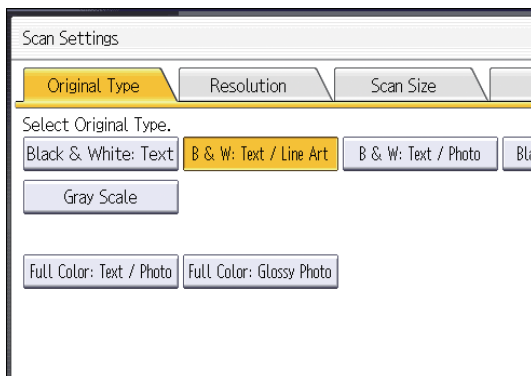 Scan Settings
Original Type Resolution Scan Size
Select Original Type.
Black & White: Text B & W: Text / Line Art B & W: Text / Photo
Gray Scale
Full Color: Text / Photo Full Color: Glossy Photo